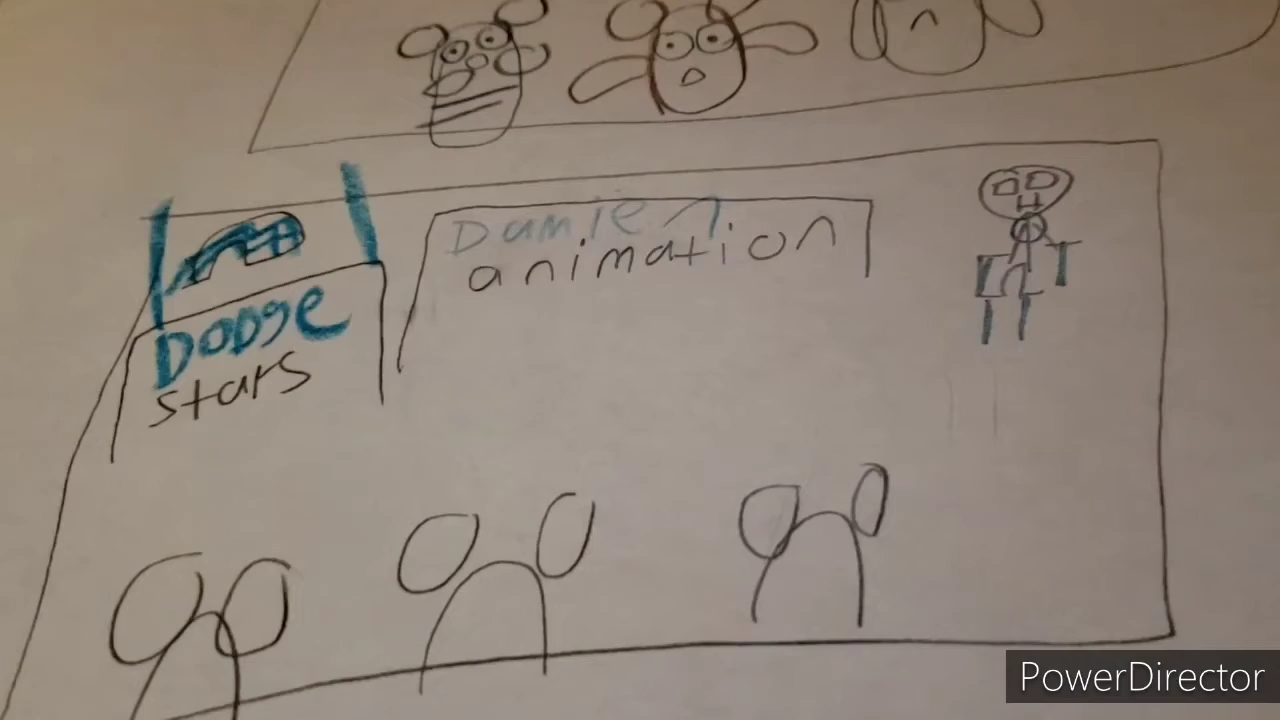 Damien
animation
Dodge
stars
PowerDirector